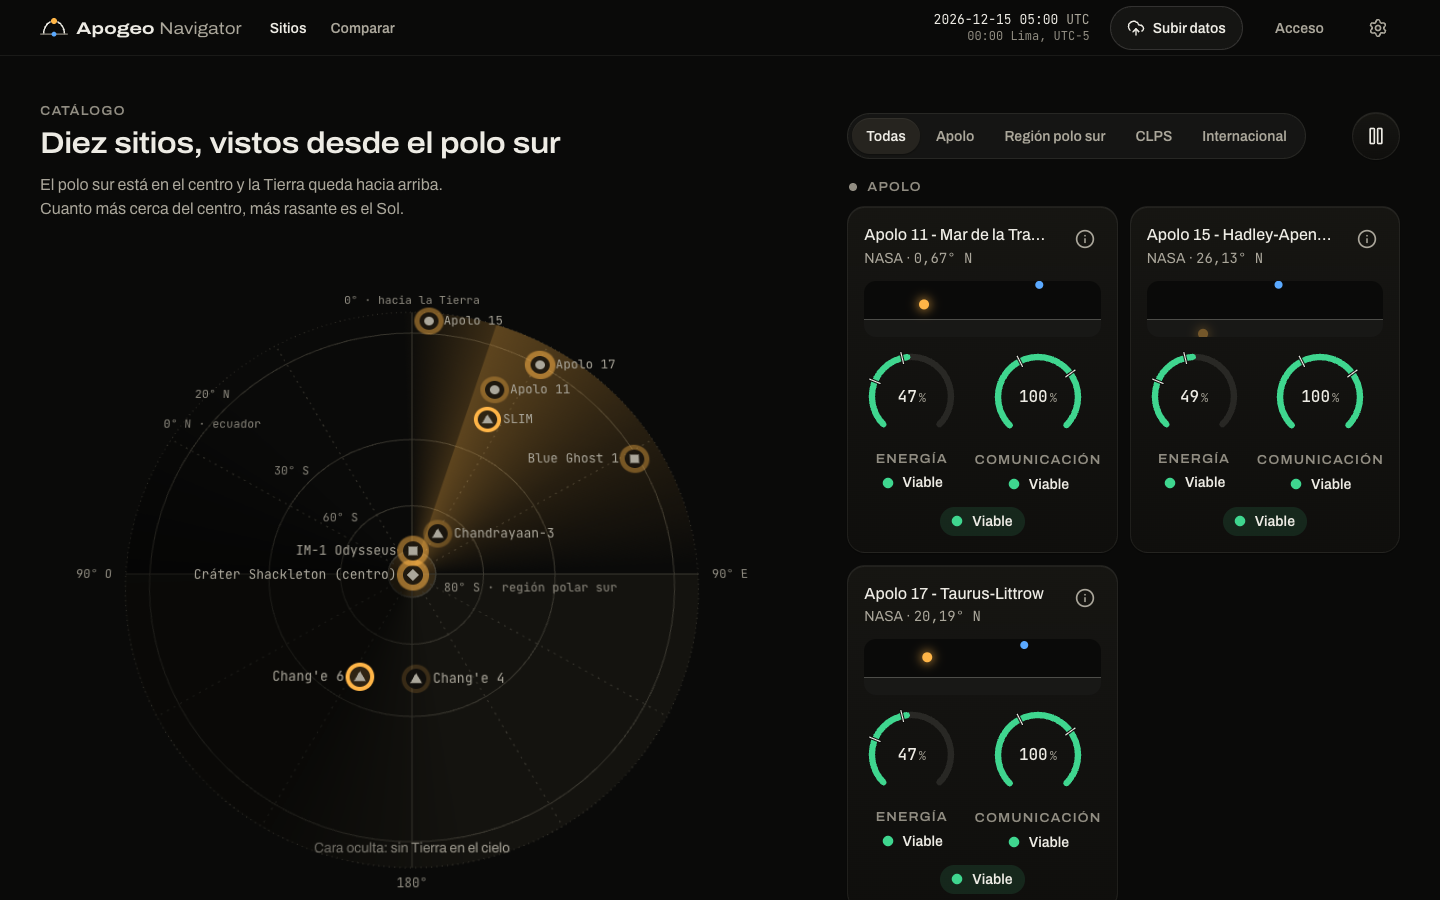 Apogeo Navigator
Sitios
Comparar
2026-12-15 05:00 UTC
00:00 Lima, UTC-5
Subir datos
Acceso
CATÁLOGO
Diez sitios, vistos desde el polo sur
El polo sur está en el centro y la Tierra queda hacia arriba.
Cuanto más cerca del centro, más rasante es el Sol.
0° · hacia la Tierra
Apolo 15
Apolo 17
Apolo 11
20° N
SLIM
0° N · ecuador
Blue Ghost 1
30° S
60° S
Chandrayaan-3
IM-1 Odysseus
90° O
Cráter Shackleton (centro)
90° E
80° S · región polar sur
Chang'e 6
Chang'e 4
Cara oculta: sin Tierra en el cielo
180°
Todas
Apolo
Región polo sur
CLPS
Internacional
APOLO
Apolo 11 - Mar de la Tra...
NASA · 0,67° N
47%
100%
ENERGÍA
COMUNICACIÓN
Viable
Viable
Viable
Apolo 15 - Hadley-Apen...
NASA · 26,13° N
49%
100%
ENERGÍA
COMUNICACIÓN
Viable
Viable
Viable
Apolo 17 - Taurus-Littrow
NASA · 20,19° N
47%
100%
ENERGÍA
COMUNICACIÓN
Viable
Viable
Viable